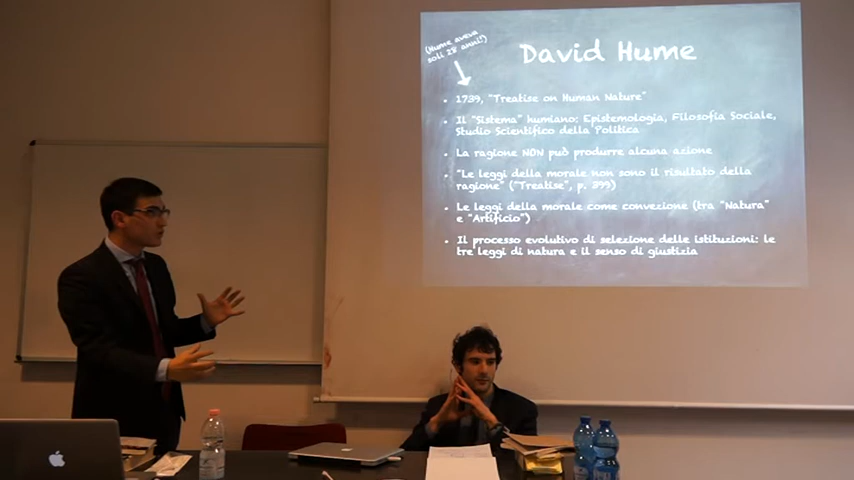 (Hume aveva
soli 28 anni!)
David Hume
• 1739, "Treatise on Human Nature"
• Il "Sistema" humiano: Epistemologia, Filosofia Sociale,
Studio Scientifico della Politica
• La ragione NON può produrre alcuna azione
• "Le leggi della morale non sono il risultato della
ragione" ("Treatise", p. 399)
• Le leggi della morale come convezione (tra "Natura"
e "Artificio")
• Il processo evolutivo di selezione delle istituzioni: le
tre leggi di natura e il senso di giustizia